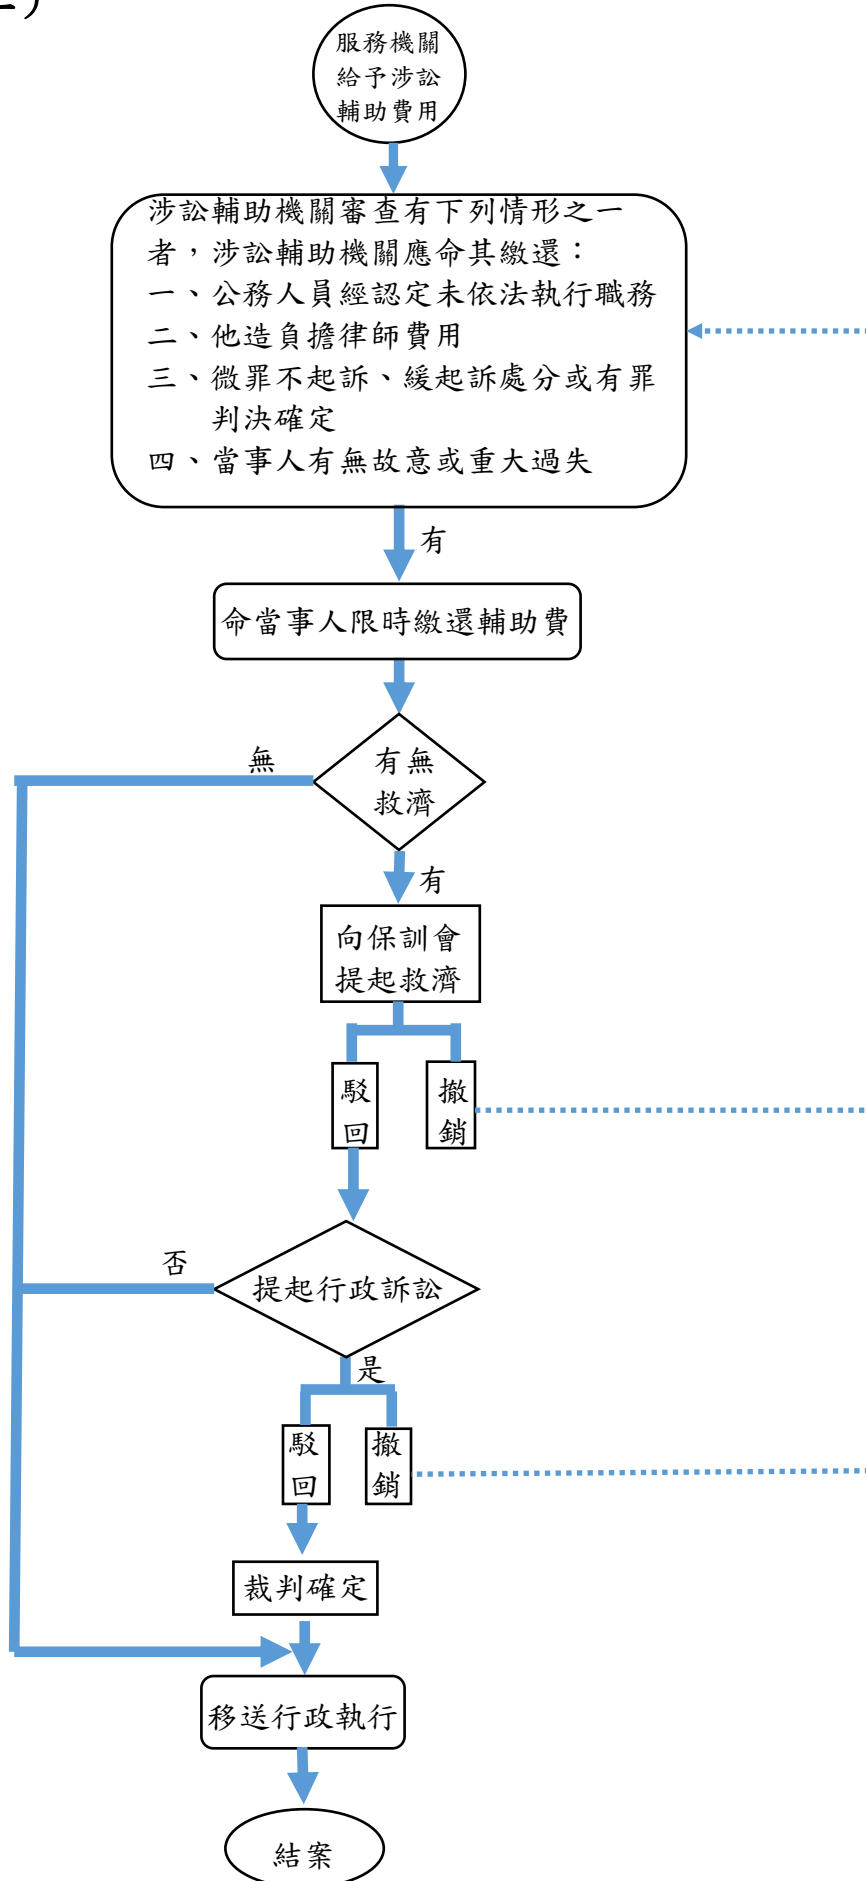 服務機關
給予涉訟
輔助費用
涉訟輔助機關審查有下列情形之一
者，涉訟輔助機關應命其繳還：
一、公務人員經認定未依法執行職務
二、他造負擔律師費用
三、微罪不起訴、緩起訴處分或有罪
判決確定
四、當事人有無故意或重大過失
有
命當事人限時繳還輔助費
無
有無
救濟
有
向保訓會
提起救濟
駁
回
撤
銷
否
提起行政訴訟
是
駁
回
撤
銷
裁判確定
移送行政執行
結案